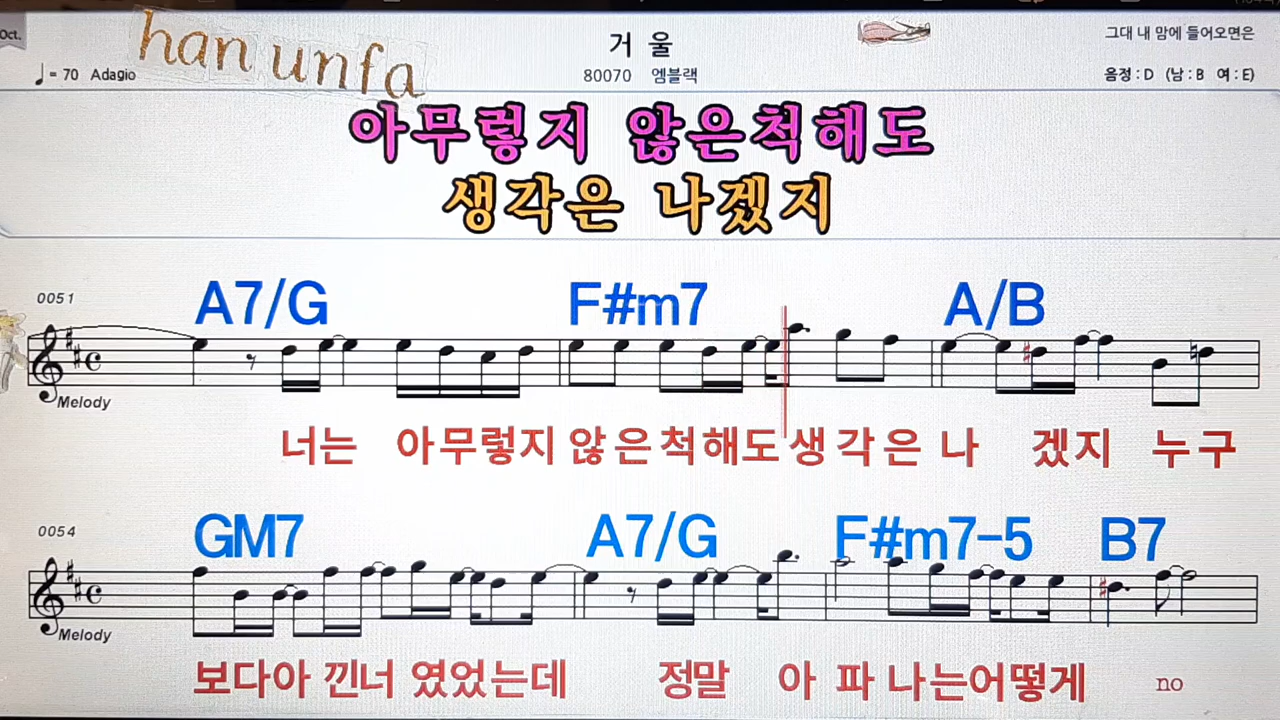 Oct.
han unfa
거 울
그대 내 맘에 들어오면은
♩= 70 Adagio
80070 엠블랙
음정 : D (남 : B 여 : E)
아무렇지 않은척해도
생각은 나겠지
0051
A7/G F#m7 A/B
Melody
너는 아무렇지 않은척해도 생각은 나 겠지 누구
0054
GM7 A7/G F#m7-5 B7
Melody
보다아 낀너 였었는데 정말 아 파 나는어떻게 no